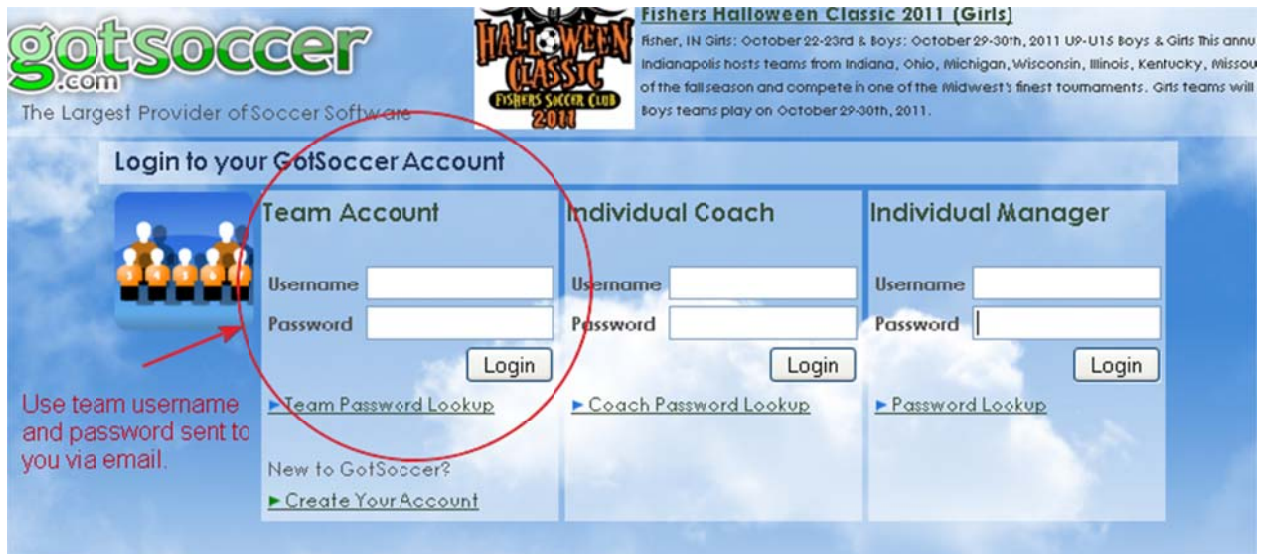 gotsoccer
.com
The Largest Provider of Soccer Software
HALLOWEEN
CLASSIC
FISHERS SOCCER CLUB
2011
Fishers Halloween Classic 2011 (Girls)
Fisher, IN Girls: October 22-23rd & Boys: October 29-30th, 2011 U9-U15 Boys & Girls This annu
Indianapolis hosts teams from Indiana, Ohio, Michigan, Wisconsin, Illinois, Kentucky, Missou
of the fall season and compete in one of the Midwest's finest tournaments. Girls teams will
Boys teams play on October 29-30th, 2011.
Login to your GotSoccer Account
Team Account
Individual Coach
Individual Manager
3 4 5 6 7
Username
Username
Username
Password
Password
Password
Login
Login
Login
Use team username
and password sent to
you via email.
Team Password Lookup
Coach Password Lookup
Password Lookup
New to GotSoccer?
Create Your Account